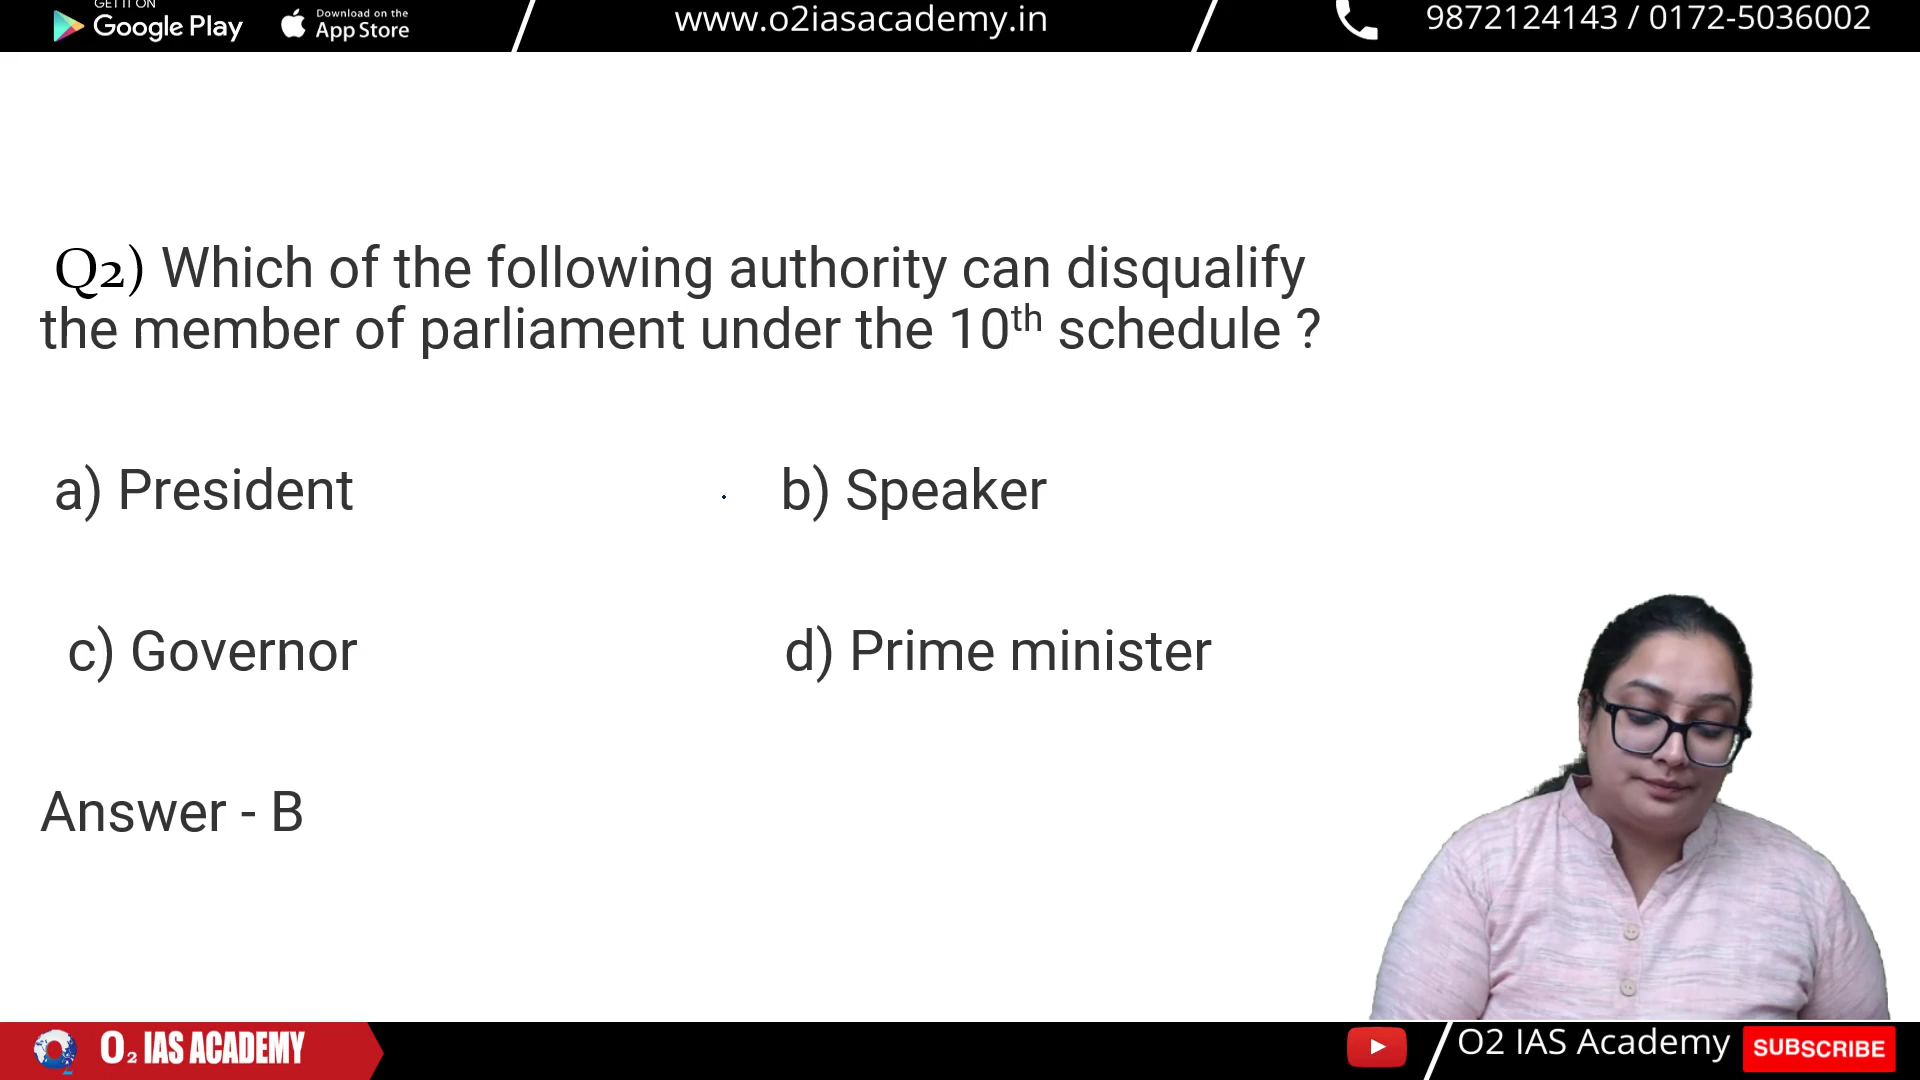 GET IT ON
Google Play
Download on the
App Store
www.o2iasacademy.in
9872124143 / 0172-5036002
Q2) Which of the following authority can disqualify
the member of parliament under the 10th schedule ?
a) President
b) Speaker
c) Governor
d) Prime minister
Answer - B
O2 IAS ACADEMY
O2 IAS Academy
SUBSCRIBE